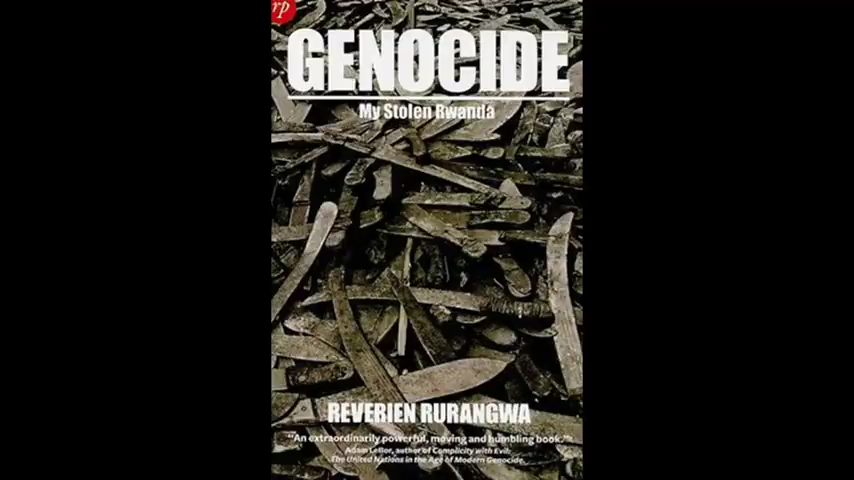 rp
GENOCIDE
My Stolen Rwanda
REVERIEN RURANGWA
"An extraordinarily powerful, moving and humbling book."
Adam LeBor, author of Complicity with Evil:
The United Nations in the Age of Modern Genocide